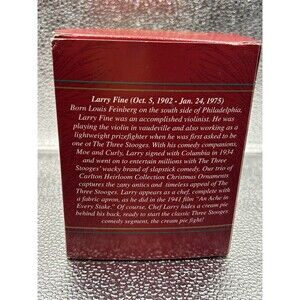 Larry Fine (Oct. 5, 1902 - Jan. 24, 1975)
Born Louis Feinberg on the south side of Philadelphia,
Larry Fine was an accomplished violinist. He was
playing the violin in vaudeville and also working as a
lightweight prizefighter when he was first asked to be
one of The Three Stooges. With his comedy companions,
Moe and Curly, Larry signed with Columbia in 1934
and went on to entertain millions with The Three
Stooges' wacky brand of slapstick comedy. Our trio of
Carlton Heirloom Collection Christmas Ornaments
captures the zany antics and timeless appeal of The
Three Stooges. Larry appears as a chef, complete with
a fabric apron, as he did in the 1941 film "An Ache in
Every Stake." Of course, Chef Larry hides a cream pie
behind his back, ready to start the classic Three Stooges
comedy segment, the cream pie fight!